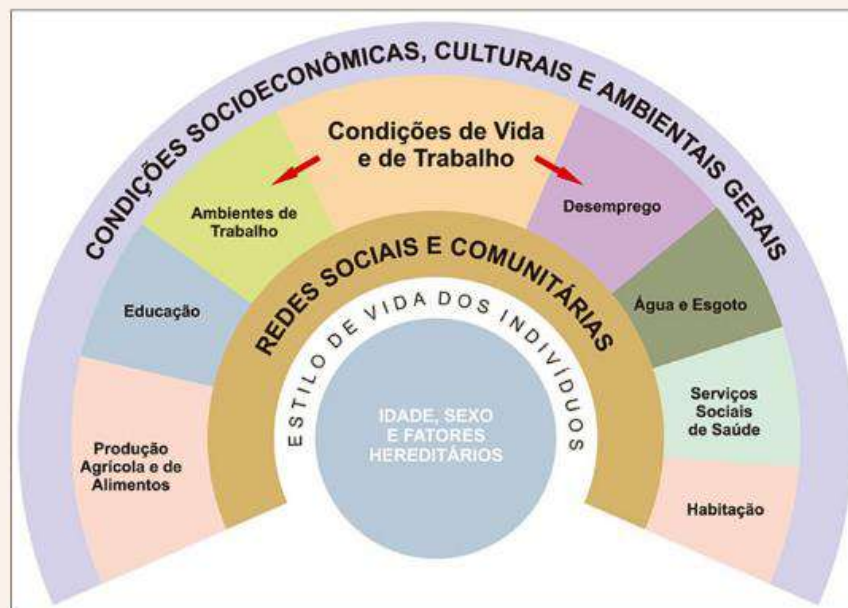 CONDIÇÕES SOCIOECONÔMICAS, CULTURAIS E AMBIENTAIS GERAIS
Condições de Vida
e de Trabalho
Ambientes de
Trabalho
Desemprego
Educação
Água e Esgoto
Produção
Agrícola e de
Alimentos
Serviços
Sociais
de Saúde
Habitação
REDES SOCIAIS E COMUNITÁRIAS
ESTILO DE VIDA DOS INDIVÍDUOS
IDADE, SEXO
E FATORES
HEREDITÁRIOS